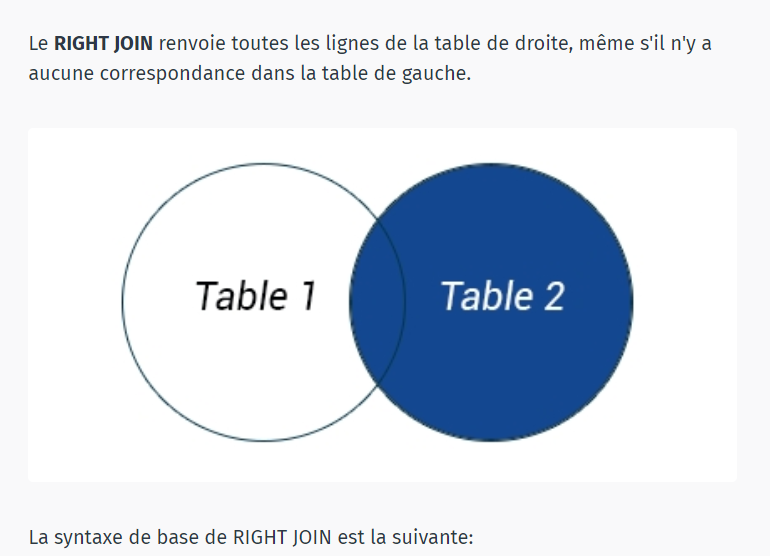 Le RIGHT JOIN renvoie toutes les lignes de la table de droite, même s'il n'y a
aucune correspondance dans la table de gauche.
Table 1
Table 2
La syntaxe de base de RIGHT JOIN est la suivante: